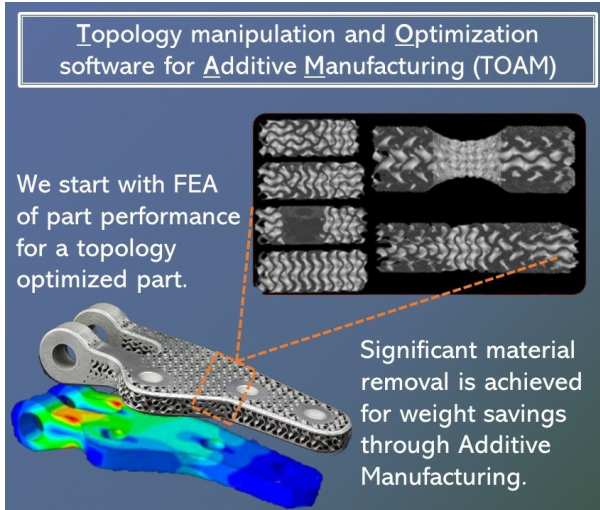 Topology manipulation and Optimization
software for Additive Manufacturing (TOAM)
We start with FEA
of part performance
for a topology
optimized part.
Significant material
removal is achieved
for weight savings
through Additive
Manufacturing.